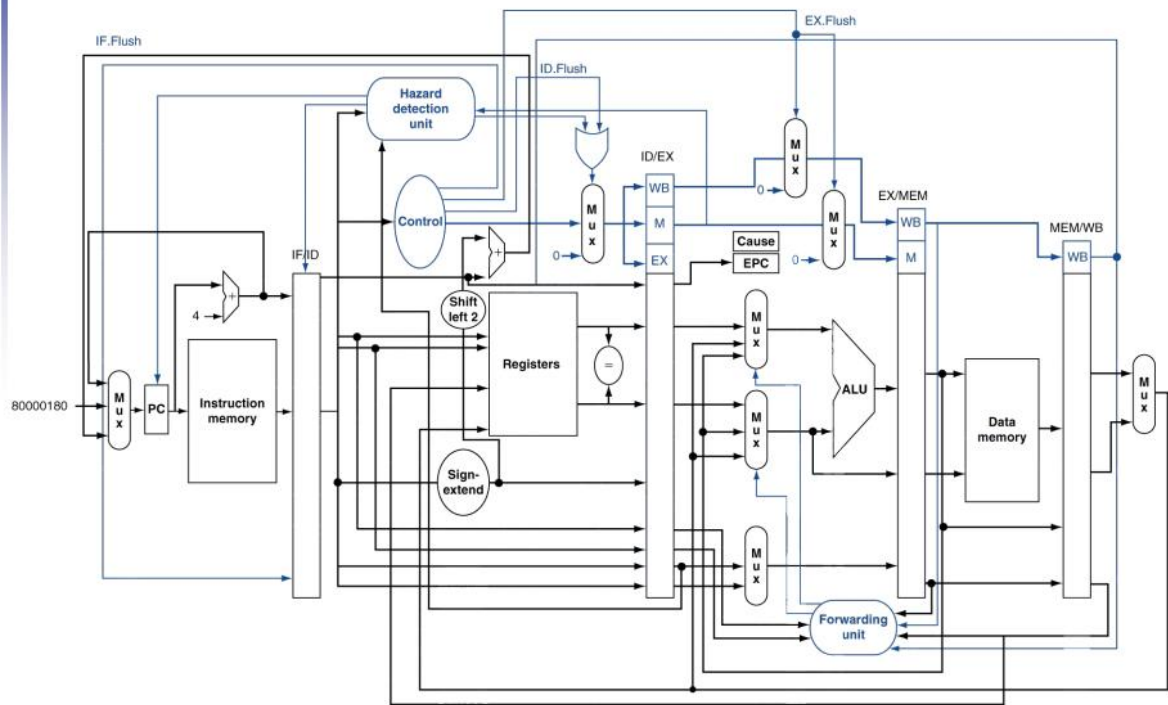 EX.Flush
IF.Flush
ID.Flush
Hazard
detection
unit
M
u
x
ID/EX
WB
0
EX/MEM
Control
M
u
x
M
M
u
x
WB
MEM/WB
Cause
WB
IF/ID
0
EX
EPC
0
M
+
+
Shift
left 2
4
M
u
x
Registers
=
M
u
x
80000180
PC
Instruction
memory
ALU
M
u
x
Data
memory
M
u
x
Sign-
extend
M
u
x
Forwarding
unit